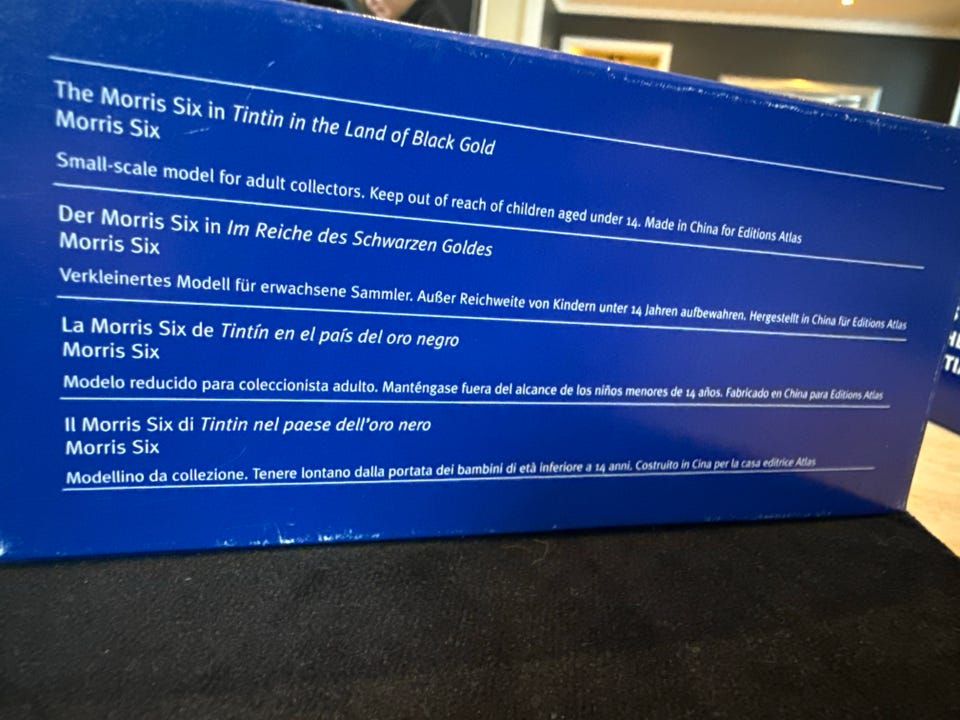 The Morris Six in Tintin in the Land of Black Gold
Morris Six
Small-scale model for adult collectors. Keep out of reach of children aged under 14. Made in China for Editions Atlas
Der Morris Six in Im Reiche des Schwarzen Goldes
Morris Six
Verkleinertes Modell für erwachsene Sammler. Außer Reichweite von Kindern unter 14 Jahren aufbewahren. Hergestellt in China für Editions Atlas
La Morris Six de Tintín en el país del oro negro
Morris Six
Modelo reducido para coleccionista adulto. Manténgase fuera del alcance de los niños menores de 14 años. Fabricado en China para Editions Atlas
Il Morris Six di Tintin nel paese dell'oro nero
Morris Six
Modellino da collezione. Tenere lontano dalla portata dei bambini di età inferiore a 14 anni. Costruito in Cina per la casa editrice Atlas